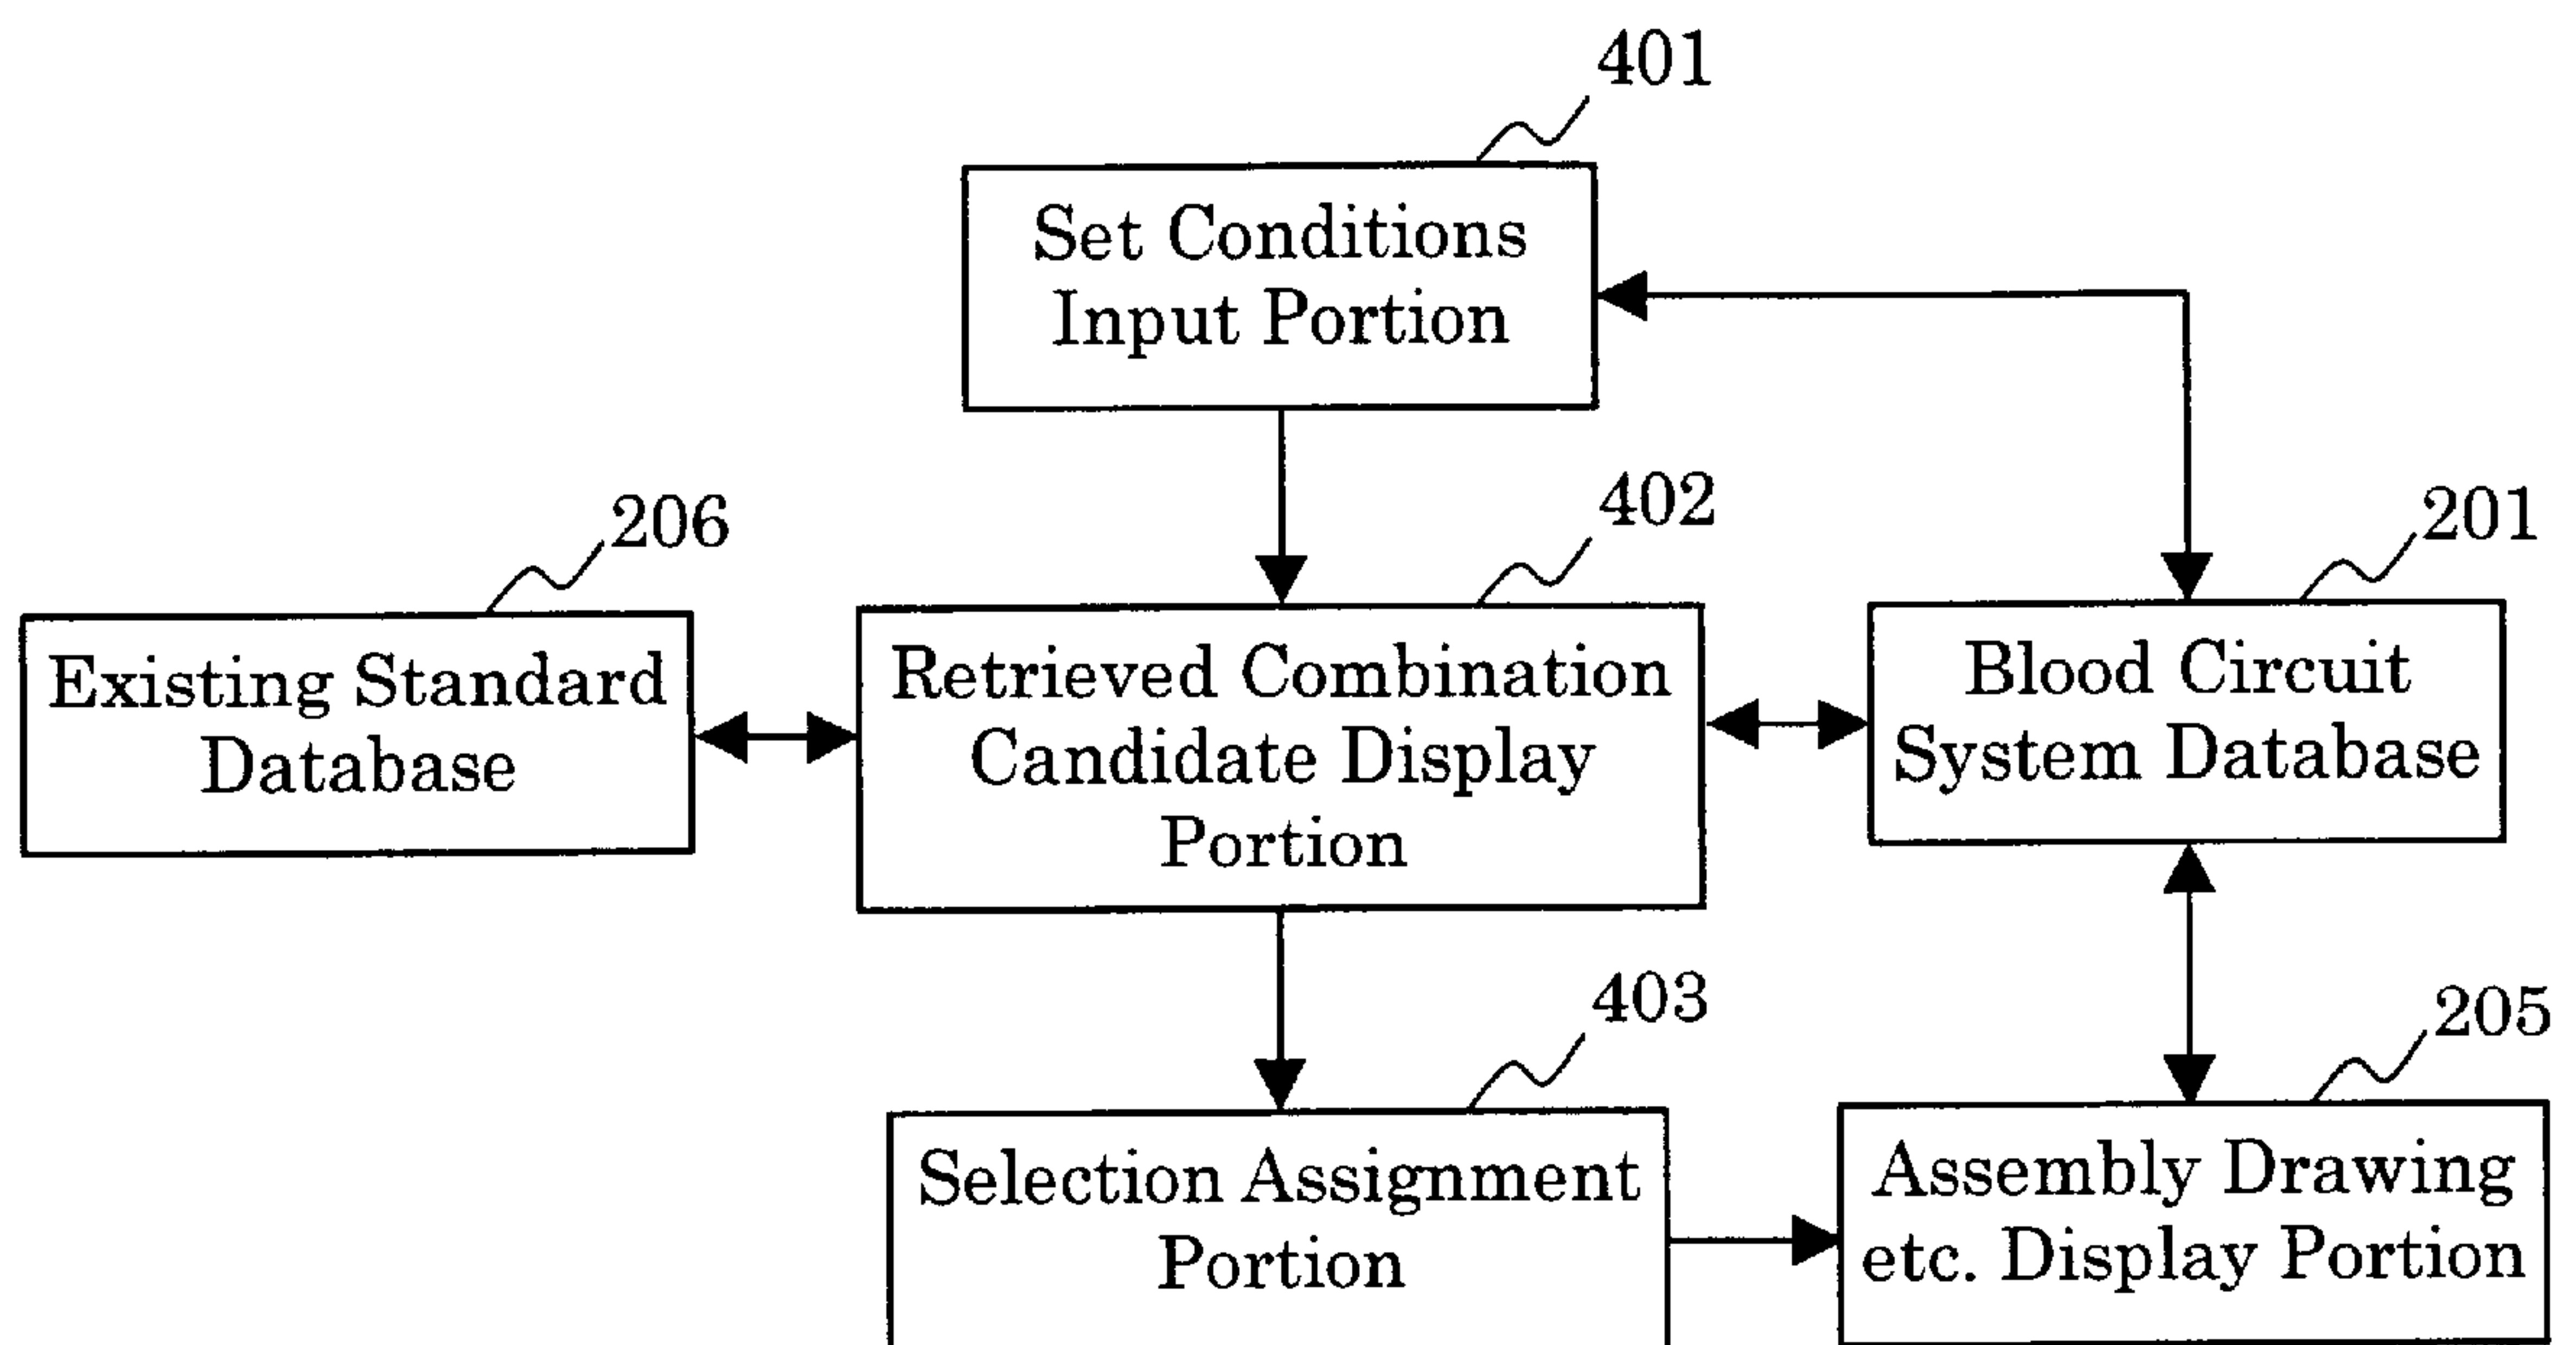 401
Set Conditions
Input Portion
206
402
201
Existing Standard
Database
Retrieved Combination
Candidate Display
Portion
Blood Circuit
System Database
403
205
Selection Assignment
Portion
Assembly Drawing
etc. Display Portion